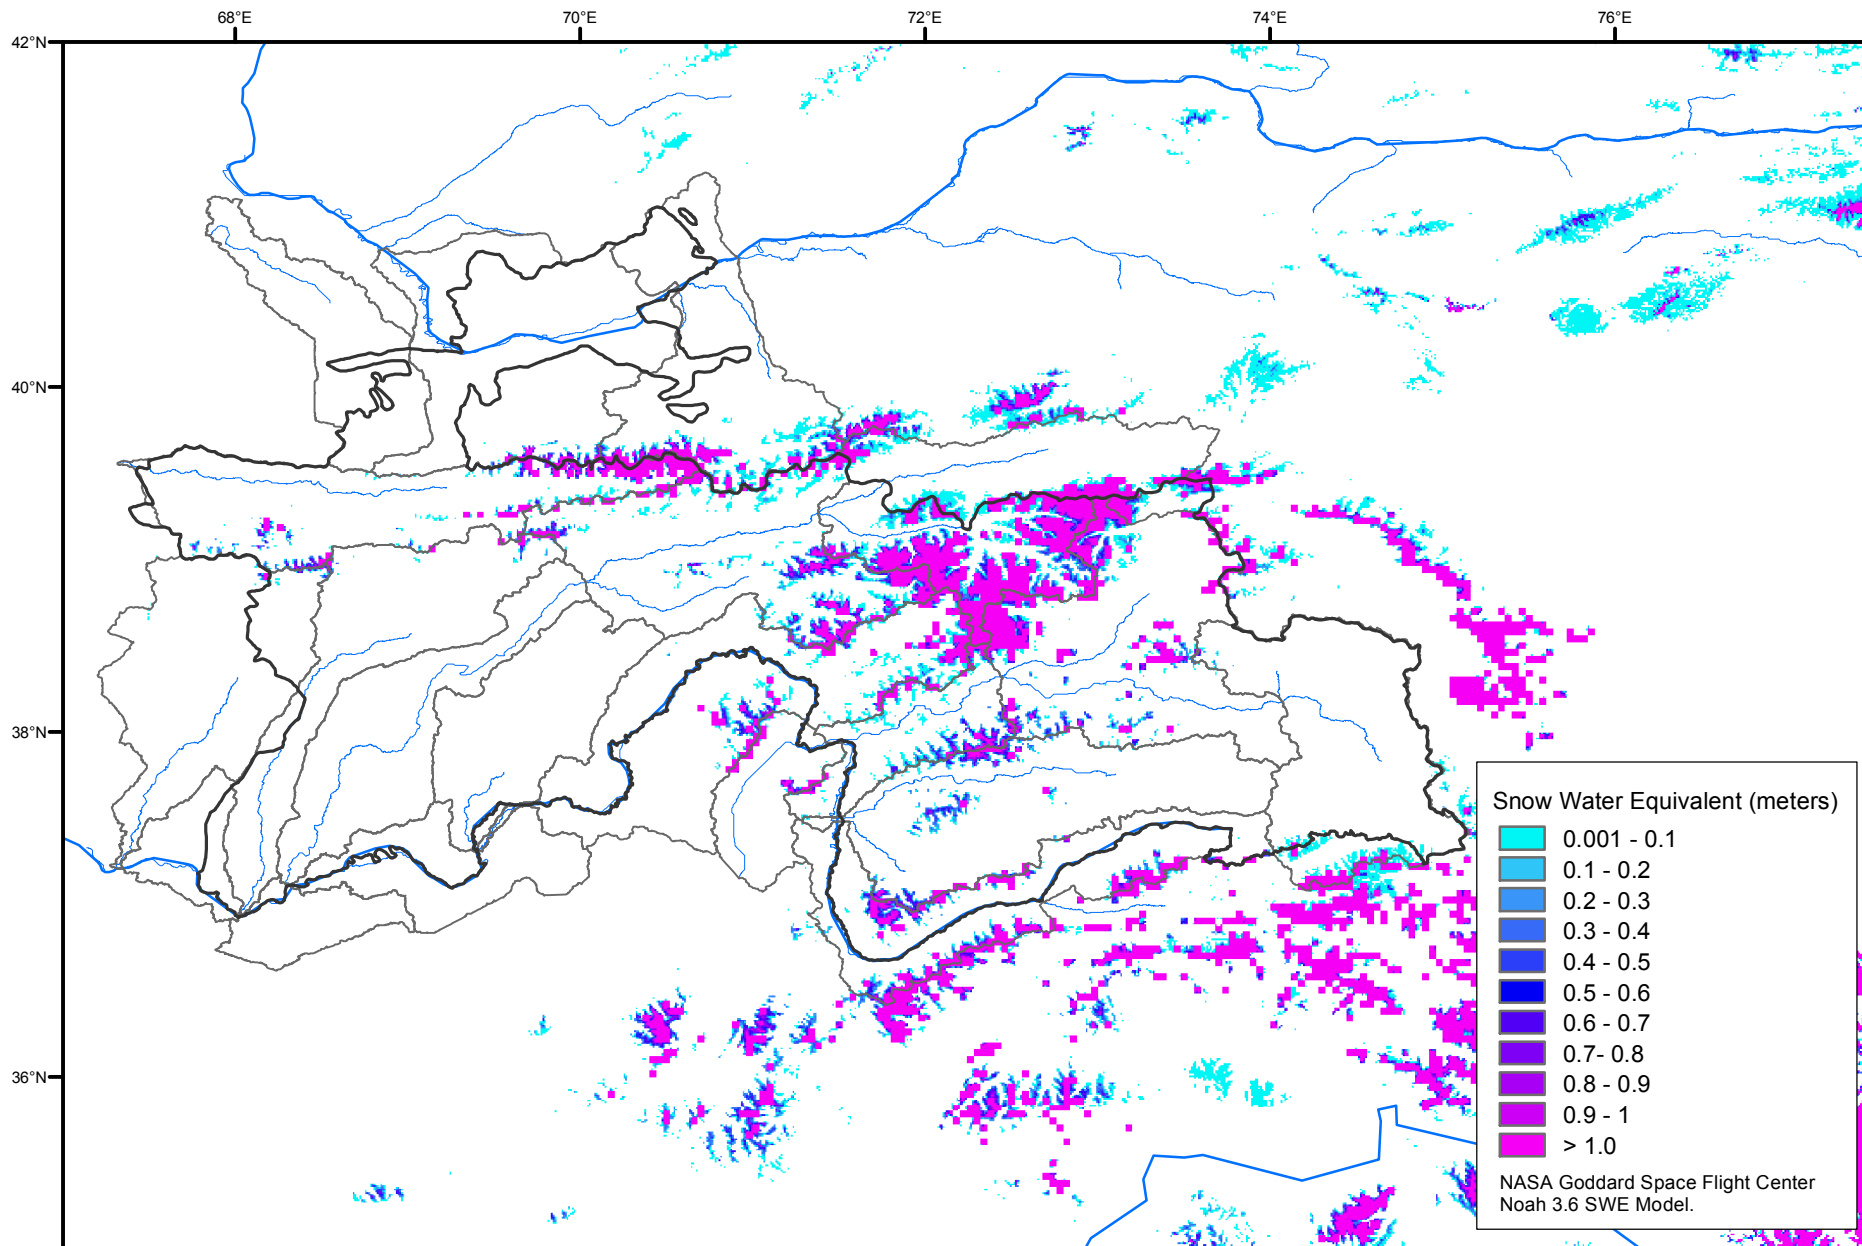 68°E 70°E 72°E 74°E 76°E
42°N
40°N
38°N
36°N
Snow Water Equivalent (meters)
0.001 - 0.1
0.1 - 0.2
0.2 - 0.3
0.3 - 0.4
0.4 - 0.5
0.5 - 0.6
0.6 - 0.7
0.7- 0.8
0.8 - 0.9
0.9 - 1
> 1.0
NASA Goddard Space Flight Center
Noah 3.6 SWE Model.